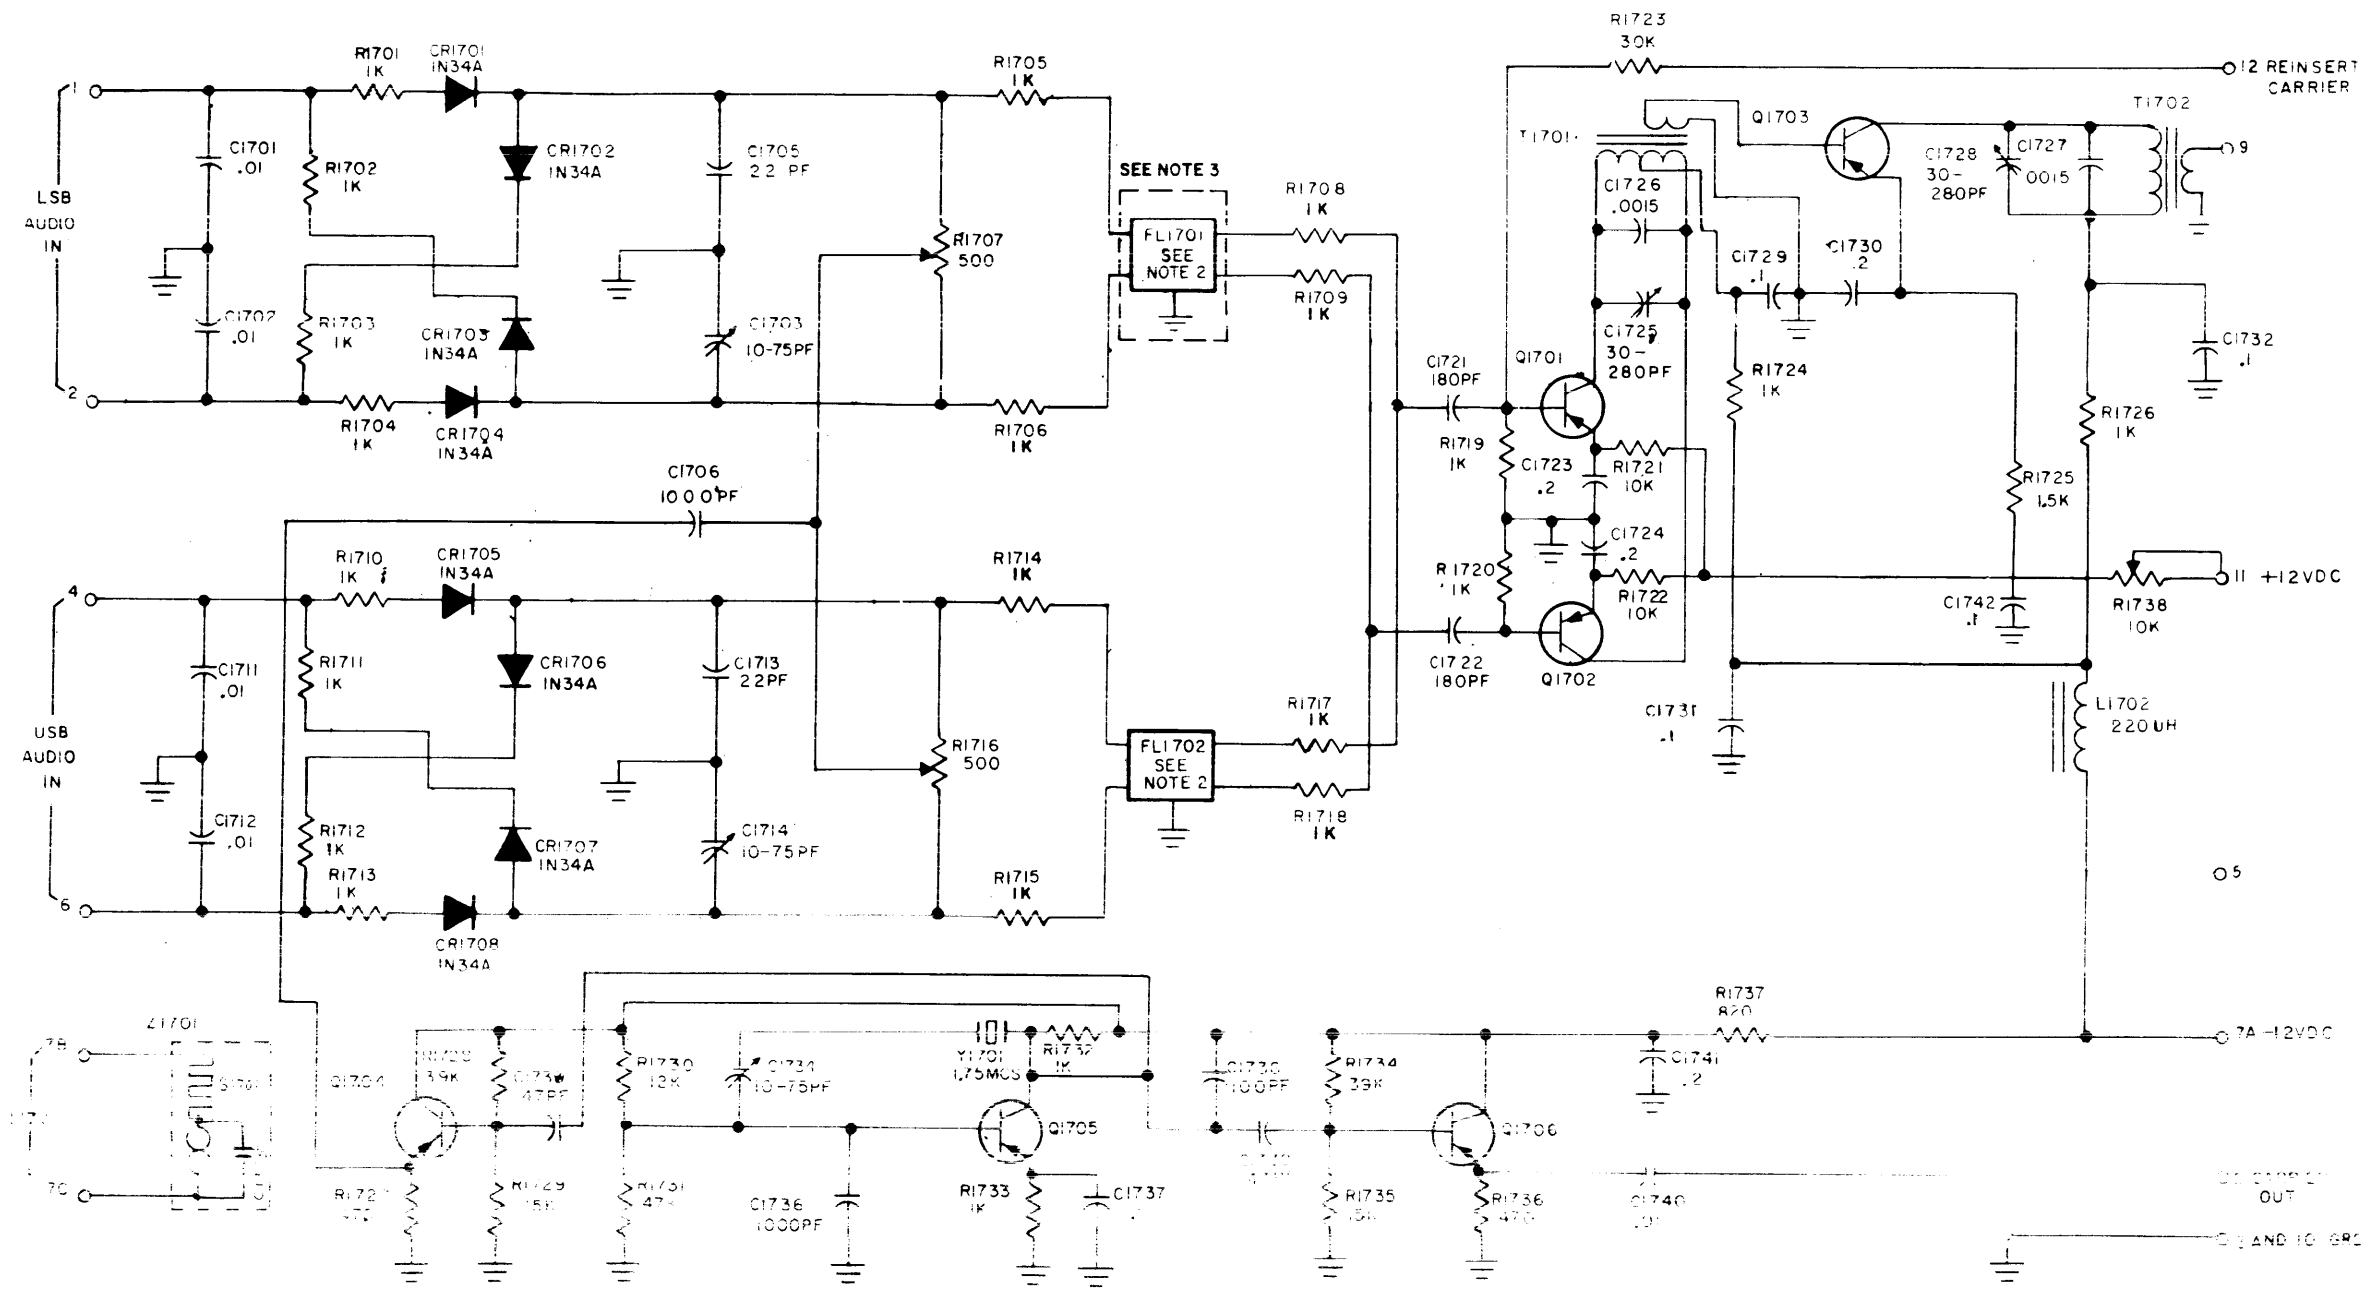 R1723
30K
12 REINSERT
CARRIER
R1701
1K
CR1701
1N34A
R1705
1K
T1702
1
T1701
Q1703
C1701
.01
R1702
1K
CR1702
1N34A
C1705
22 PF
SEE NOTE 3
C1728
30-
280PF
C1727
.0015
9
LSB
AUDIO
IN
R1708
1K
C1726
.0015
R1707
500
FL1701
SEE
NOTE 2
C1729
.1
C1730
.2
R1709
1K
C1702
.01
R1703
1K
CR1703
1N34A
C1703
10-75PF
C1725
30-
280PF
C1732
.1
C1721
180PF
Q1701
R1724
1K
2
R1704
1K
CR1704
1N34A
R1706
1K
R1726
1K
R1719
1K
C1723
.2
R1721
10K
C1706
1000PF
R1725
1.5K
C1724
.2
R1710
1K
CR1705
1N34A
R1714
1K
R1720
1K
R1722
10K
11 +12VDC
4
C1742
.1
R1738
10K
C1711
.01
R1711
1K
CR1706
1N34A
C1713
22PF
C1722
180PF
Q1702
R1717
1K
C1731
.1
L1702
220UH
USB
AUDIO
IN
R1716
500
FL1702
SEE
NOTE 2
R1718
1K
C1712
.01
R1712
1K
CR1707
1N34A
C1714
10-75PF
5
R1713
1K
R1715
1K
6
CR1708
1N34A
R1737
820
Z1701
7B
7A -12VDC
39K
47PF
R1730
12K
10-75PF
Y1701
1.75MCS
R1732
1K
100PF
R1734
39K
C1741
.2
Q1704
Q1705
Q1706
7C
R1729
15K
R1731
C1736
1000PF
R1733
1K
C1737
R1735
15K
R1736
470
C1740
.01
OUT
AND 10